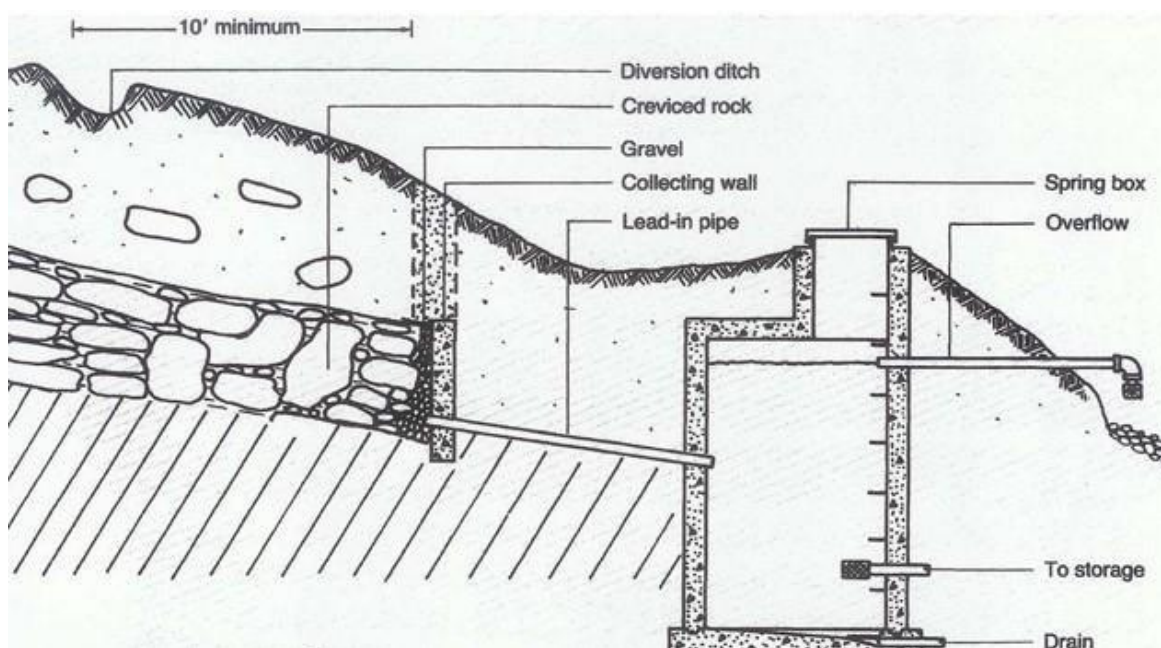 10' minimum
Diversion ditch
Creviced rock
Gravel
Collecting wall
Lead-in pipe
Spring box
Overflow
To storage
Drain